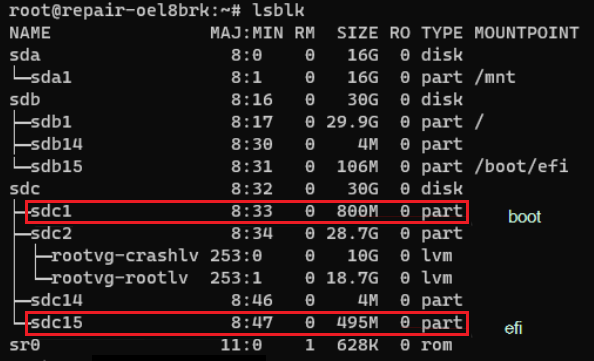 root@repair-oel8brk:~# lsblk
NAME MAJ:MIN RM SIZE RO TYPE MOUNTPOINT
sda 8:0 0 16G 0 disk
└─sda1 8:1 0 16G 0 part /mnt
sdb 8:16 0 30G 0 disk
├─sdb1 8:17 0 29.9G 0 part /
├─sdb14 8:30 0 4M 0 part
└─sdb15 8:31 0 106M 0 part /boot/efi
sdc 8:32 0 30G 0 disk
├─sdc1 8:33 0 800M 0 part boot
├─sdc2 8:34 0 28.7G 0 part
│ ├─rootvg-crashlv 253:0 0 10G 0 lvm
│ └─rootvg-rootlv 253:1 0 18.7G 0 lvm
├─sdc14 8:46 0 4M 0 part
└─sdc15 8:47 0 495M 0 part efi
sr0 11:0 1 628K 0 rom